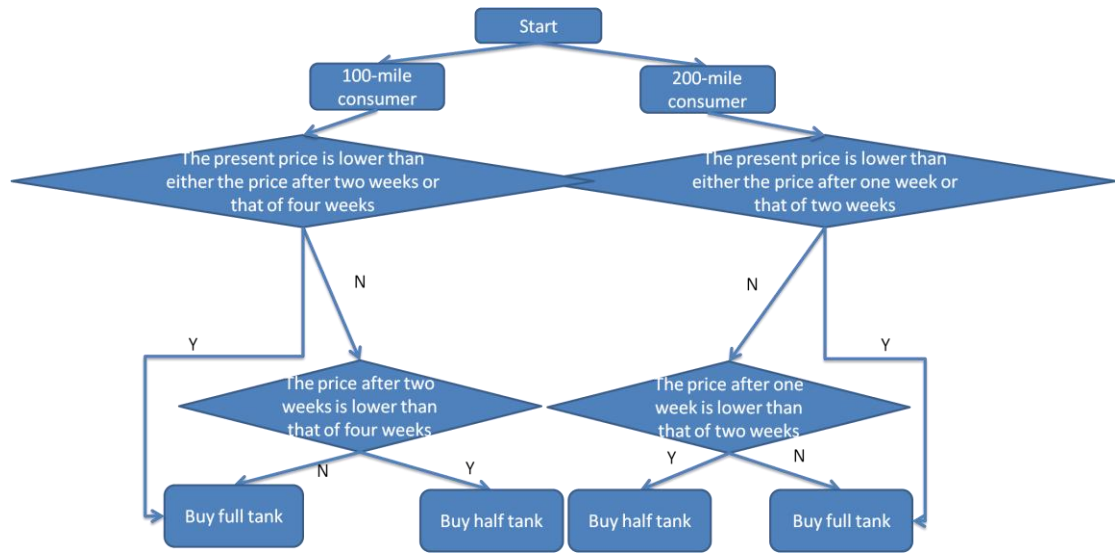 Start
100-mile
consumer
200-mile
consumer
The present price is lower than
either the price after two weeks or
that of four weeks
The present price is lower than
either the price after one week or
that of two weeks
N
N
Y
Y
The price after two
weeks is lower than
that of four weeks
The price after one
week is lower than
that of two weeks
N
Y
Y
N
Buy full tank
Buy half tank
Buy half tank
Buy full tank